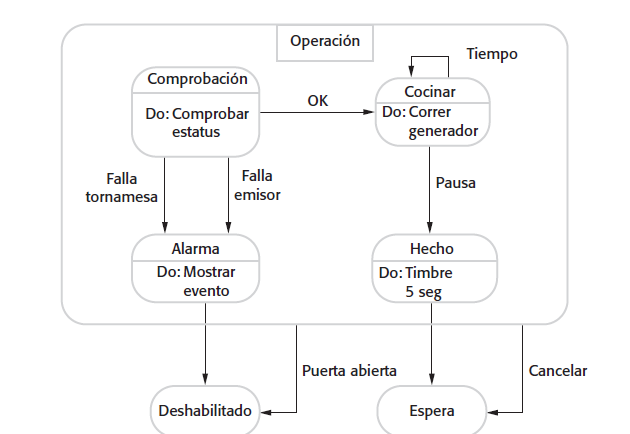 Operación
Tiempo
Comprobación
Do: Comprobar
estatus
OK
Cocinar
Do: Correr
generador
Falla
tornamesa
Falla
emisor
Pausa
Alarma
Do: Mostrar
evento
Hecho
Do: Timbre
5 seg
Puerta abierta
Cancelar
Deshabilitado
Espera